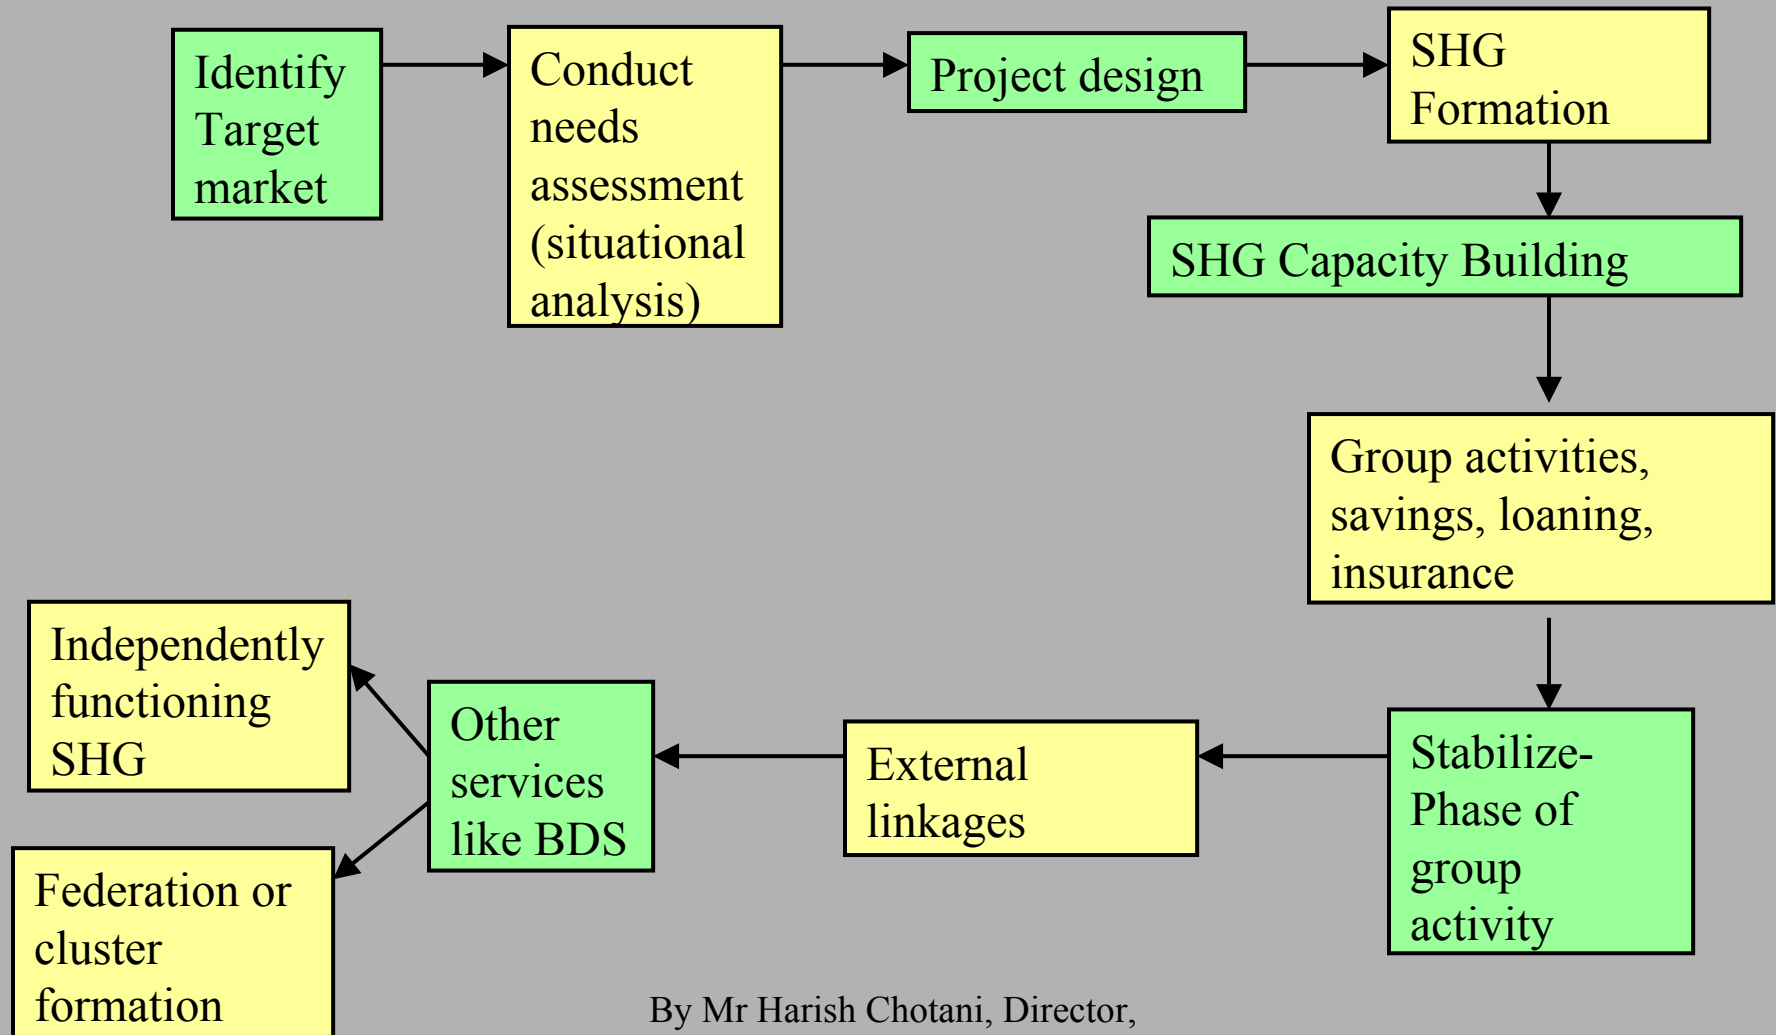 Identify
Target
market
Conduct
needs
assessment
(situational
analysis)
Project design
SHG
Formation
SHG Capacity Building
Group activities,
savings, loaning,
insurance
Stabilize-
Phase of
group
activity
External
linkages
Other
services
like BDS
Independently
functioning
SHG
Federation or
cluster
formation
By Mr Harish Chotani, Director,